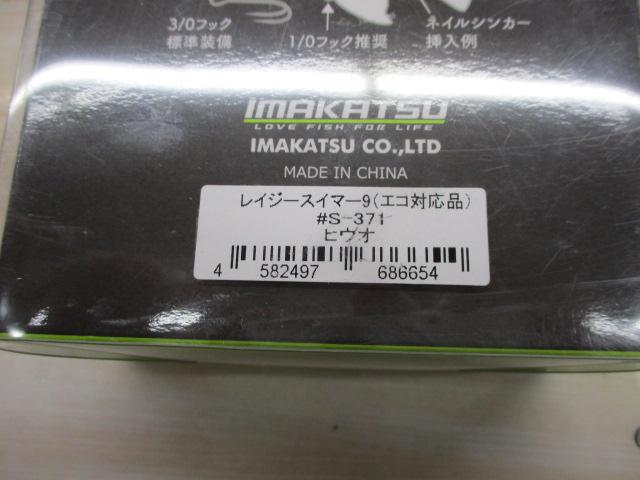 3/0フック
標準装備
1/0フック推奨
ネイルシンカー
挿入例
IMAKATSU
LOVE FISH FOR LIFE
IMAKATSU CO.,LTD
MADE IN CHINA
レイジースイマー9(エコ対応品)
#S-371
ヒウオ
4 582497 686654